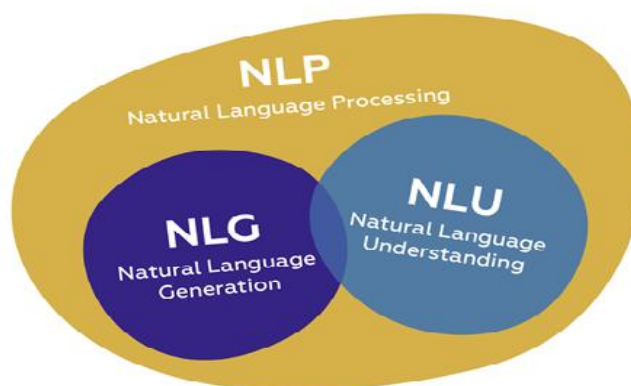 NLP
Natural Language Processing
NLG
Natural Language
Generation
NLU
Natural Language
Understanding